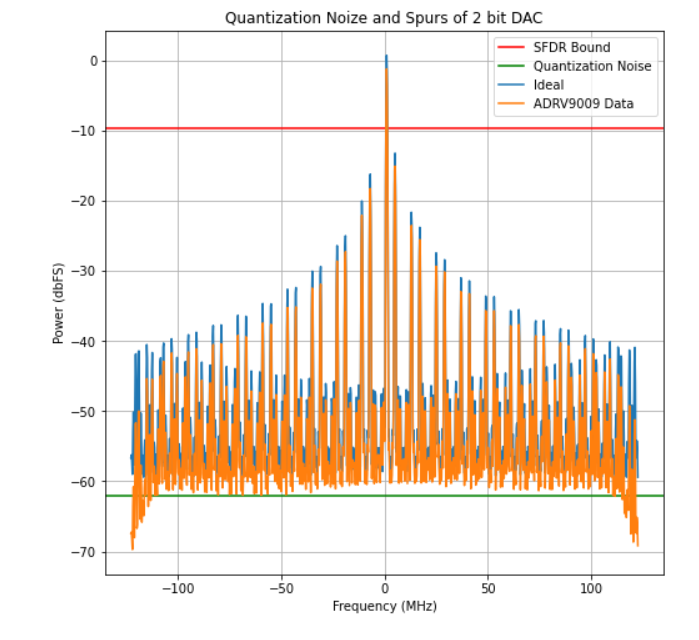 Quantization Noize and Spurs of 2 bit DAC
SFDR Bound
Quantization Noise
Ideal
ADRV9009 Data
Power (dbFS)
0
−10
−20
−30
−40
−50
−60
−70
−100
−50
0
50
100
Frequency (MHz)